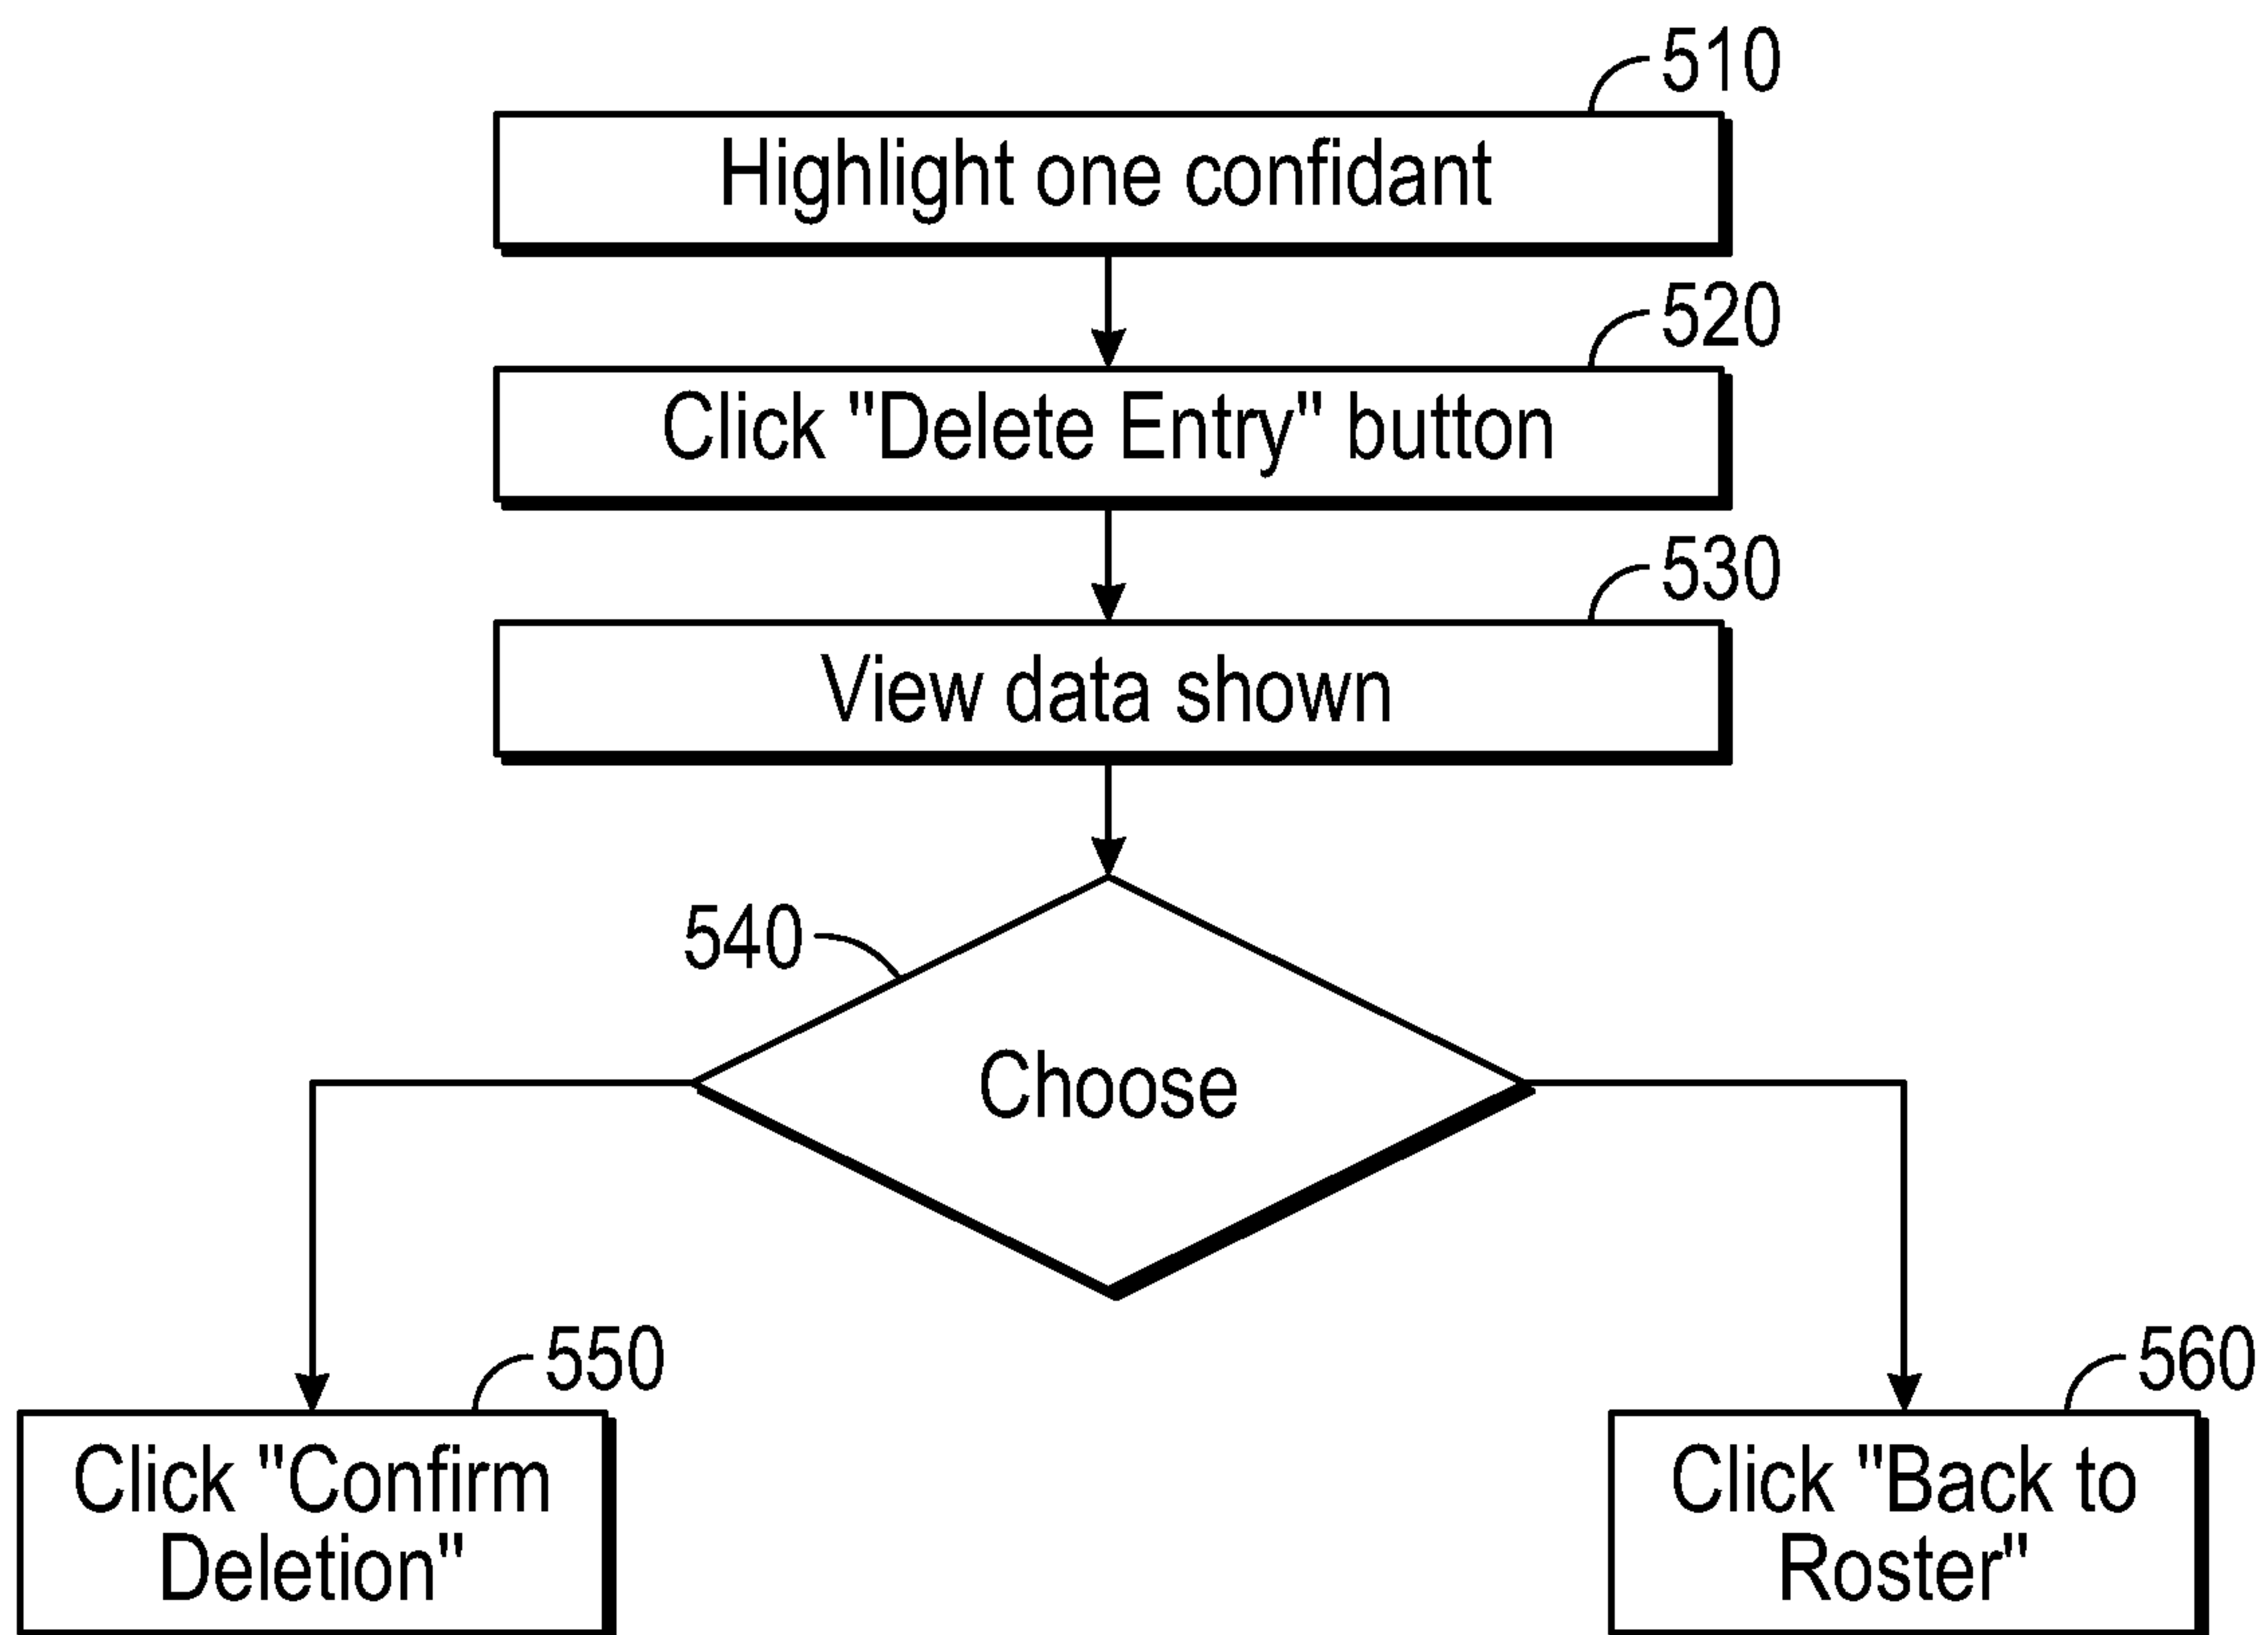 510
Highlight one confidant
520
Click "Delete Entry" button
530
View data shown
540
Choose
550
Click "Confirm
Deletion"
560
Click "Back to
Roster"